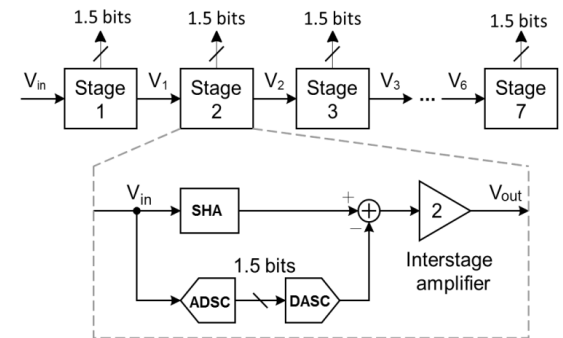 1.5 bits 1.5 bits 1.5 bits 1.5 bits
Vin Stage 1 V1 Stage 2 V2 Stage 3 V3 ... V6 Stage 7
Vin SHA + − 2 Vout
1.5 bits
Interstage
amplifier
ADSC DASC